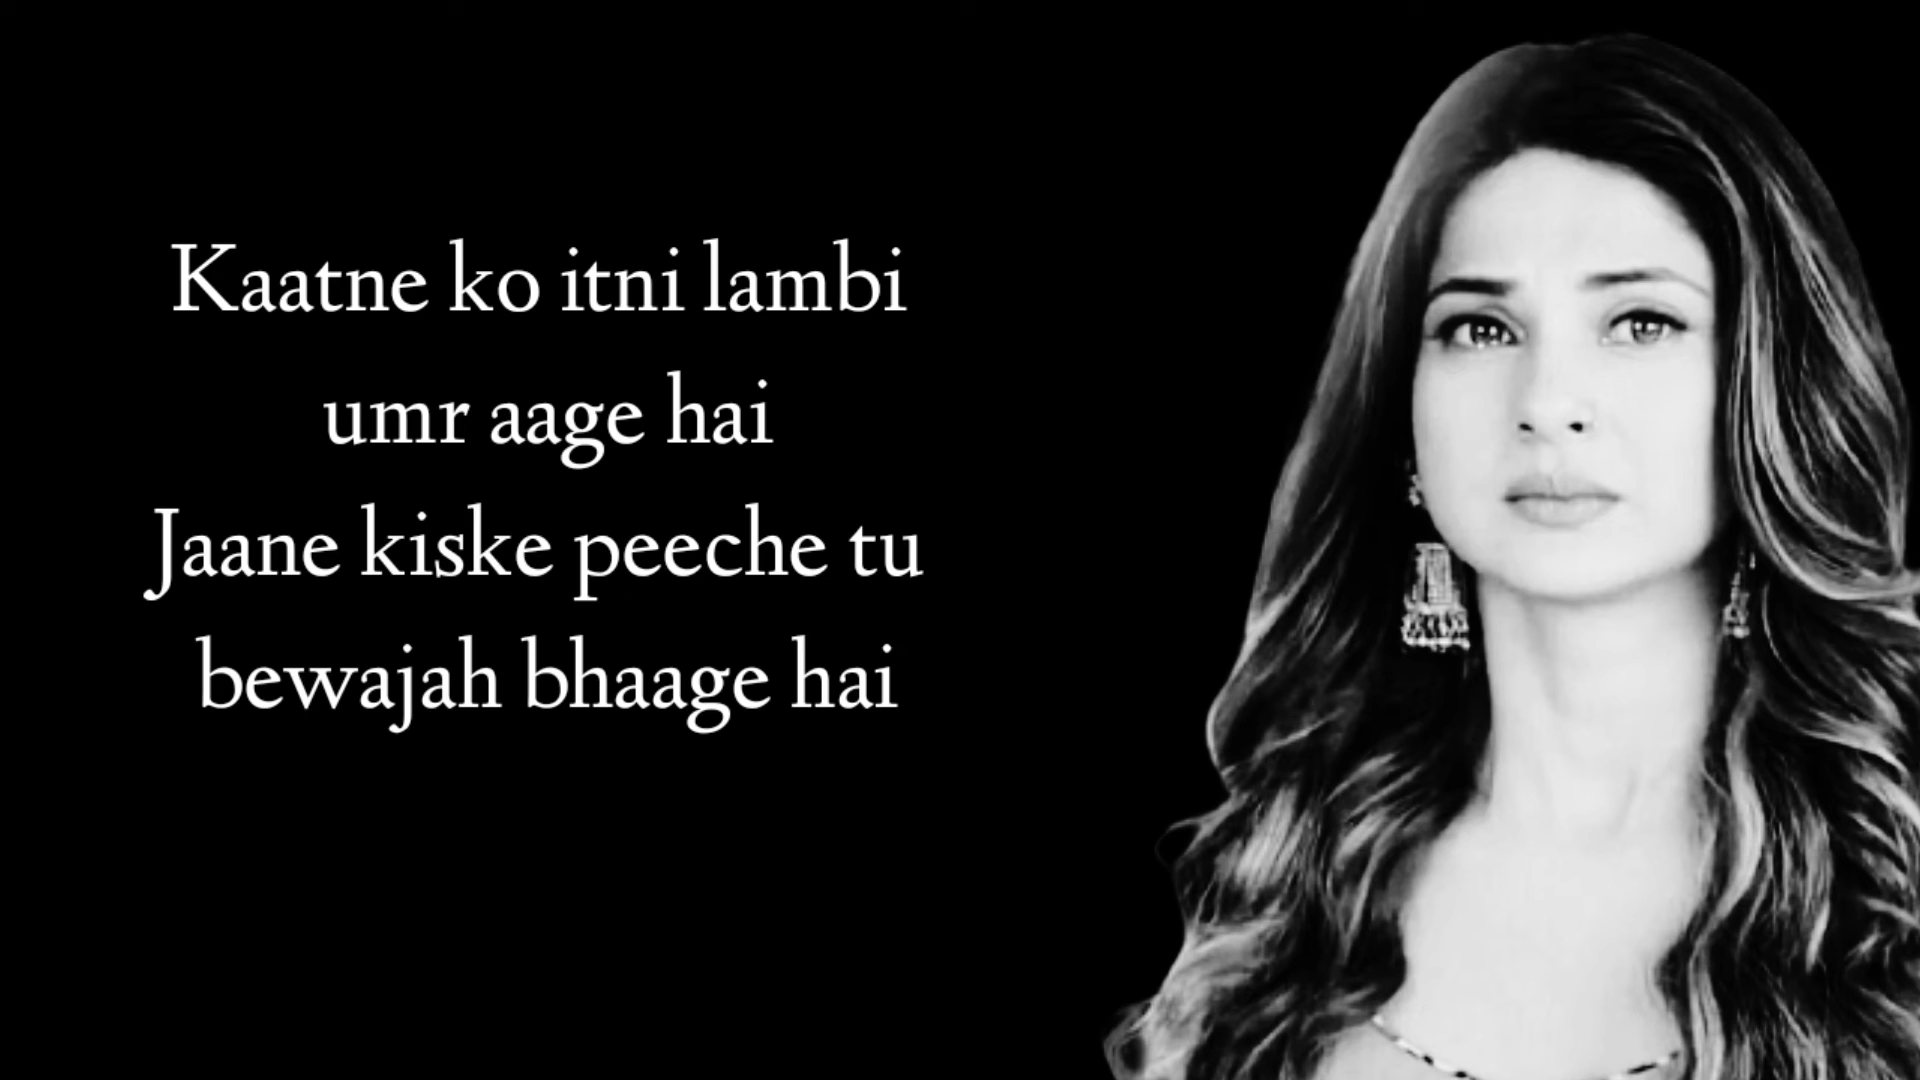 Kaatne ko itni lambi
umr aage hai
Jaane kiske peeche tu
bewajah bhaage hai